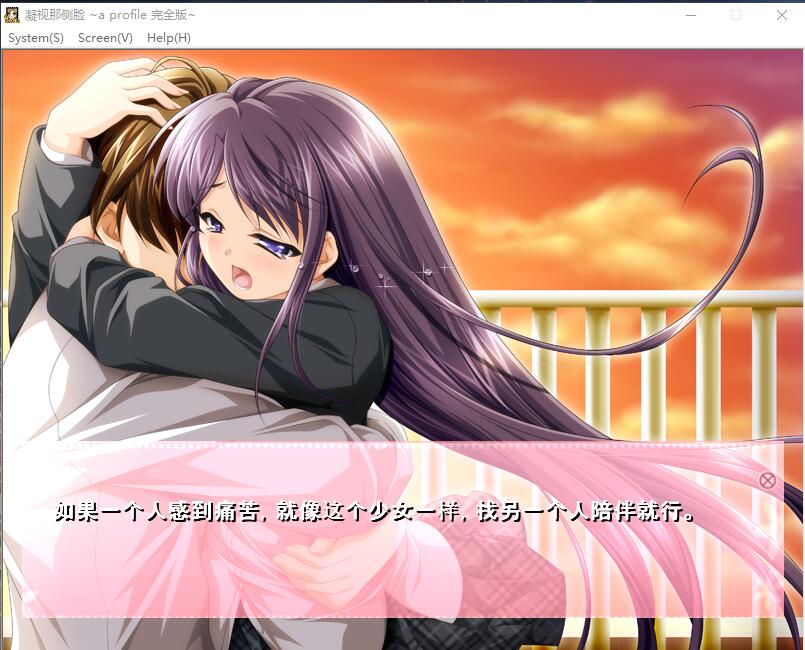 凝视那侧脸 ~a profile 完全版~
System(S) Screen(V) Help(H)
如果一个人感到痛苦, 就像这个少女一样, 找另一个人陪伴就行。